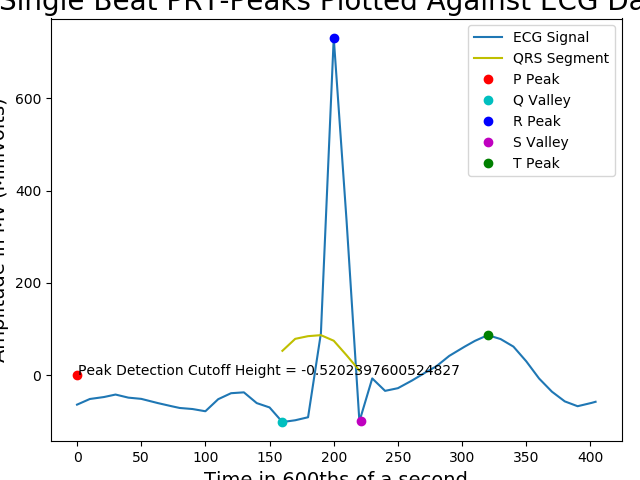 Single Beat PRT-Peaks Plotted Against ECG Da
ECG Signal
QRS Segment
P Peak
Q Valley
R Peak
S Valley
T Peak
Amplitude in MV (Millivolts)
600
400
200
0
Peak Detection Cutoff Height = -0.5202397600524827
0 50 100 150 200 250 300 350 400
Time in 600ths of a second